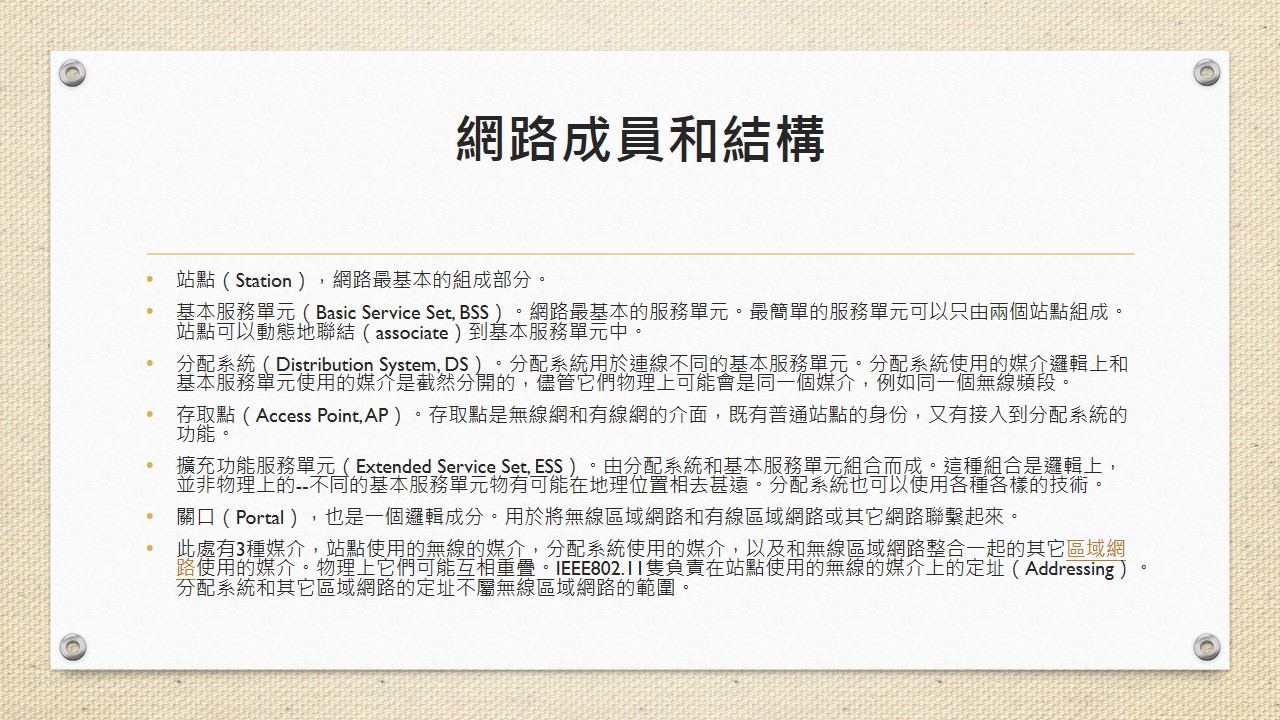 網路成員和結構
• 站點（Station），網路最基本的組成部分。
• 基本服務單元（Basic Service Set, BSS）。網路最基本的服務單元。最簡單的服務單元可以只由兩個站點組成。
站點可以動態地聯結（associate）到基本服務單元中。
• 分配系統（Distribution System, DS）。分配系統用於連線不同的基本服務單元。分配系統使用的媒介邏輯上和
基本服務單元使用的媒介是截然分開的，儘管它們物理上可能會是同一個媒介，例如同一個無線頻段。
• 存取點（Access Point, AP）。存取點是無線網和有線網的介面，既有普通站點的身份，又有接入到分配系統的
功能。
• 擴充功能服務單元（Extended Service Set, ESS）。由分配系統和基本服務單元組合而成。這種組合是邏輯上，
並非物理上的--不同的基本服務單元物有可能在地理位置相去甚遠。分配系統也可以使用各種各樣的技術。
• 關口（Portal），也是一個邏輯成分。用於將無線區域網路和有線區域網路或其它網路聯繫起來。
• 此處有3種媒介，站點使用的無線的媒介，分配系統使用的媒介，以及和無線區域網路整合一起的其它區域網
路使用的媒介。物理上它們可能互相重疊。IEEE802.11隻負責在站點使用的無線的媒介上的定址（Addressing）。
分配系統和其它區域網路的定址不屬無線區域網路的範圍。